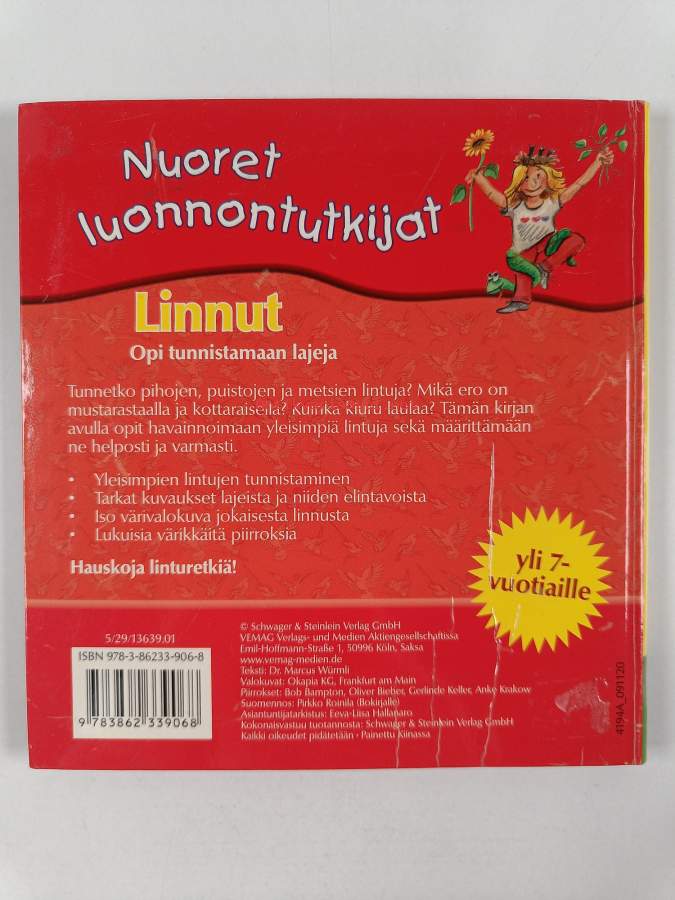 Nuoret
luonnontutkijat
Linnut
Opi tunnistamaan lajeja
Tunnetko pihojen, puistojen ja metsien lintuja? Mikä ero on
mustarastaalla ja kottaraisella? Kuinka kiuru laulaa? Tämän kirjan
avulla opit havainnoimaan yleisimpiä lintuja sekä määrittämään
ne helposti ja varmasti.
• Yleisimpien lintujen tunnistaminen
• Tarkat kuvaukset lajeista ja niiden elintavoista
• Iso värivalokuva jokaisesta linnusta
• Lukuisia värikkäitä piirroksia
Hauskoja linturetkiä!
yli 7-
vuotiaille
5/29/13639.01
ISBN 978-3-86233-906-8
9 783862 339068
© Schwager & Steinlein Verlag GmbH
VEMAG Verlags- und Medien Aktiengesellschaftissa
Emil-Hoffmann-Straße 1, 50996 Köln, Saksa
www.vemag-medien.de
Teksti: Dr. Marcus Würmli
Valokuvat: Okapia KG, Frankfurt am Main
Piirrokset: Bob Bampton, Oliver Bieber, Gerlinde Keller, Anke Krakow
Suomennos: Pirkko Roinila (Bokirjalle)
Asiantuntijatarkistus: Eeva-Liisa Hallanaro
Kokonaisvastuu tuotannosta: Schwager & Steinlein Verlag GmbH
Kaikki oikeudet pidätetään · Painettu Kiinassa
4194A_091120